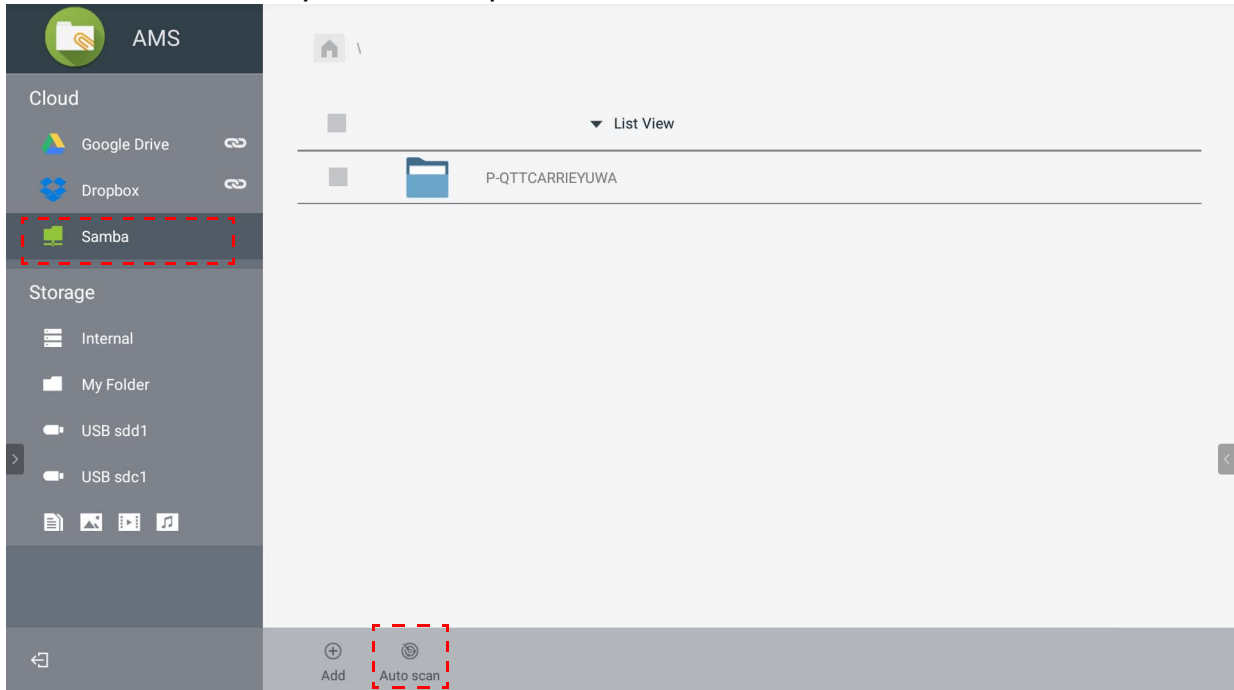 AMS
Cloud
Google Drive
Dropbox
Samba
Storage
Internal
My Folder
USB sdd1
USB sdc1
\
List View
P-QTTCARRIEYUWA
Add
Auto scan